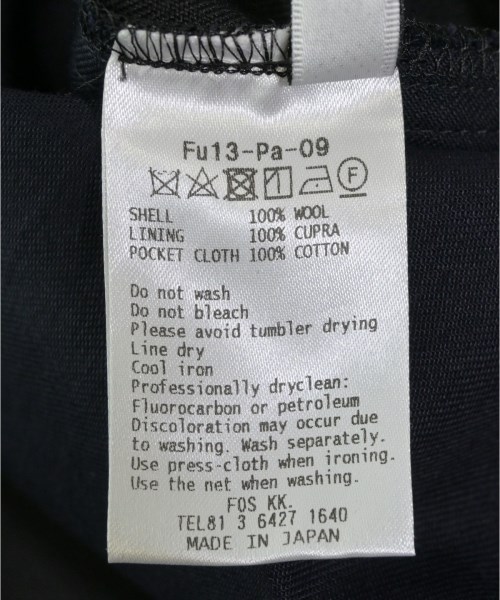 Fu13-Pa-09
F
SHELL 100% WOOL
LINING 100% CUPRA
POCKET CLOTH 100% COTTON
Do not wash
Do not bleach
Please avoid tumbler drying
Line dry
Cool iron
Professionally dryclean:
Fluorocarbon or petroleum
Discoloration may occur due
to washing. Wash separately.
Use press-cloth when ironing.
Use the net when washing.
FOS KK.
TEL81 3 6427 1640
MADE IN JAPAN